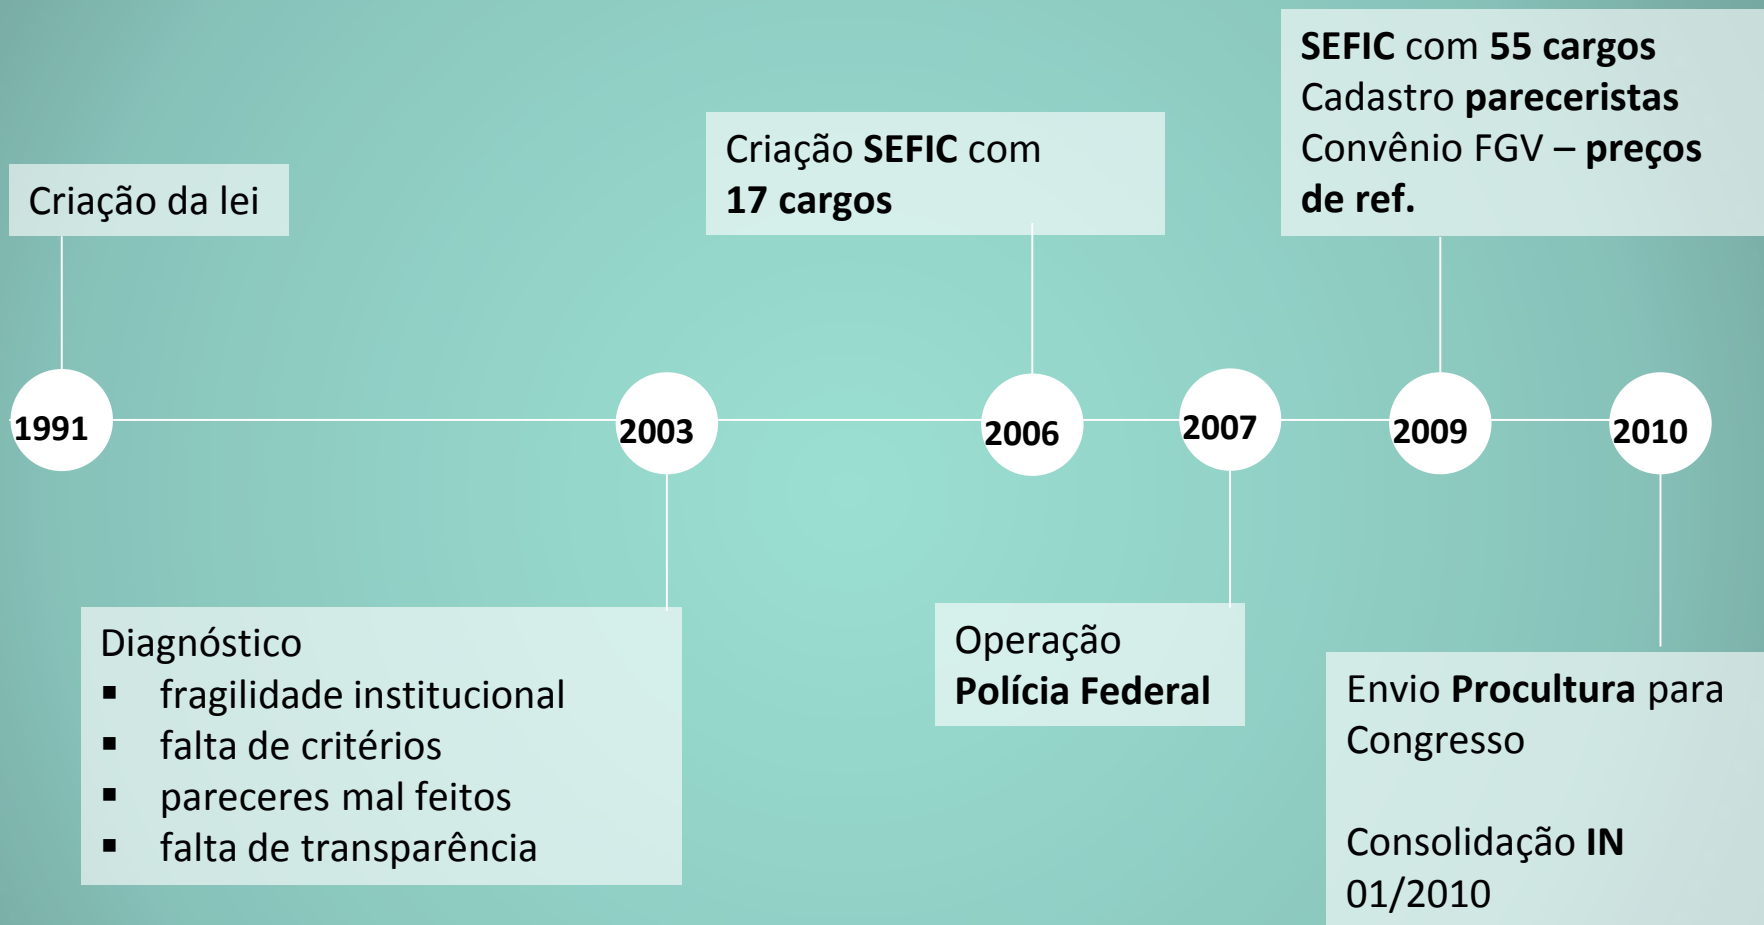 Criação da lei
Criação SEFIC com
17 cargos
SEFIC com 55 cargos
Cadastro pareceristas
Convênio FGV – preços
de ref.
1991
2003
2006
2007
2009
2010
Diagnóstico
▪ fragilidade institucional
▪ falta de critérios
▪ pareceres mal feitos
▪ falta de transparência
Operação
Polícia Federal
Envio Procultura para
Congresso
Consolidação IN
01/2010